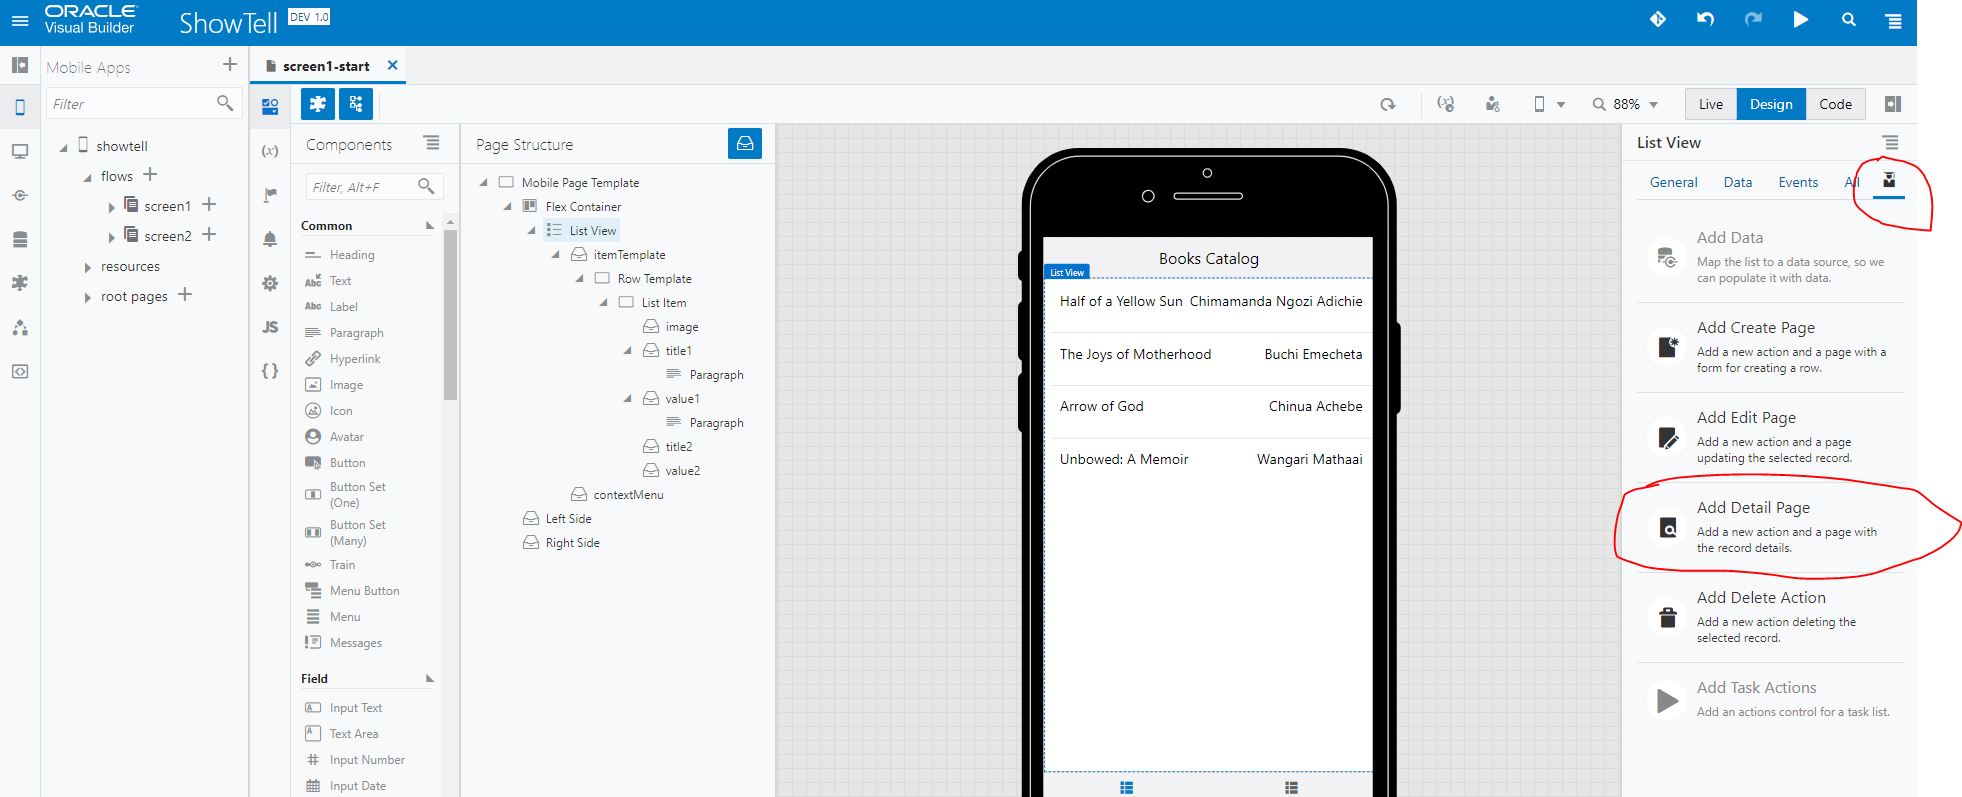 ORACLE
Visual Builder
ShowTell
DEV 1.0
Mobile Apps
Filter
showtell
flows
screen1
screen2
resources
root pages
screen1-start
88%
Live
Design
Code
(x)
JS
{ }
Components
Filter, Alt+F
Common
Heading
Abc
Text
Abc
Label
Paragraph
Hyperlink
Image
Icon
Avatar
Button
Button Set
(One)
Button Set
(Many)
Train
Menu Button
Menu
Messages
Field
Input Text
Text Area
Input Number
Input Date
Page Structure
Mobile Page Template
Flex Container
List View
itemTemplate
Row Template
List Item
image
title1
Paragraph
value1
Paragraph
title2
value2
contextMenu
Left Side
Right Side
Books Catalog
List View
Half of a Yellow Sun Chimamanda Ngozi Adichie
The Joys of Motherhood Buchi Emecheta
Arrow of God Chinua Achebe
Unbowed: A Memoir Wangari Mathaai
List View
General Data Events All
Add Data
Map the list to a data source, so we
can populate it with data.
Add Create Page
Add a new action and a page with a
form for creating a row.
Add Edit Page
Add a new action and a page
updating the selected record.
Add Detail Page
Add a new action and a page with
the record details.
Add Delete Action
Add a new action deleting the
selected record.
Add Task Actions
Add an actions control for a task list.